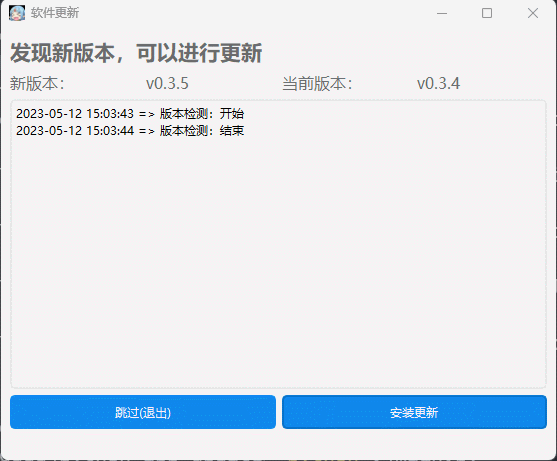 软件更新
发现新版本，可以进行更新
新版本： v0.3.5 当前版本： v0.3.4
2023-05-12 15:03:43 => 版本检测：开始
2023-05-12 15:03:44 => 版本检测：结束
跳过(退出) 安装更新